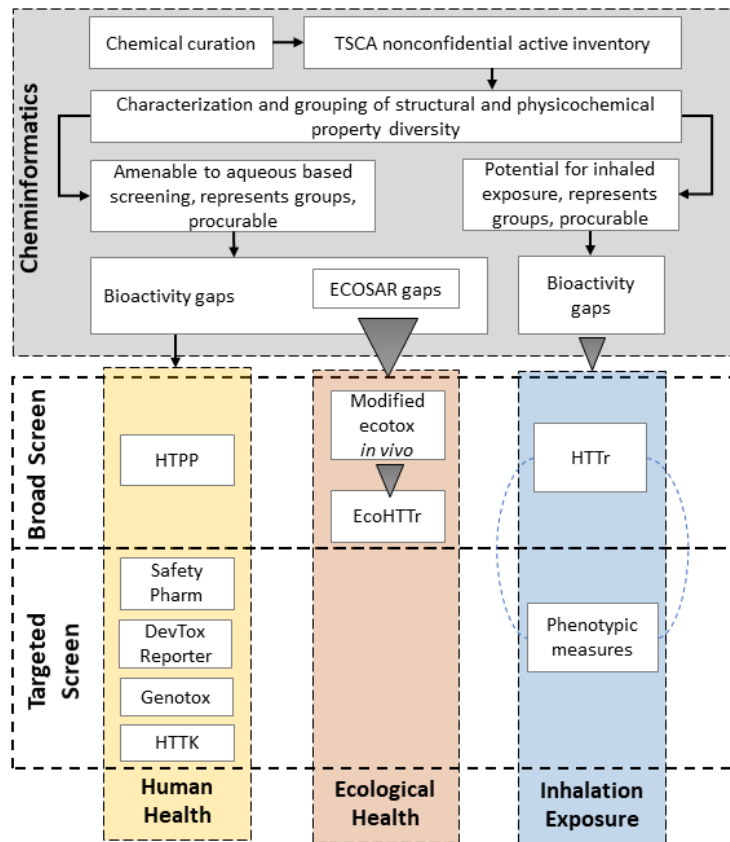 Cheminformatics
Chemical curation
TSCA nonconfidential active inventory
Characterization and grouping of structural and physicochemical
property diversity
Amenable to aqueous based
screening, represents groups,
procurable
Potential for inhaled
exposure, represents
groups, procurable
Bioactivity gaps
ECOSAR gaps
Bioactivity
gaps
Broad Screen
HTPP
Modified
ecotox
in vivo
EcoHTTr
HTTr
Targeted
Screen
Safety
Pharm
DevTox
Reporter
Genotox
HTTK
Phenotypic
measures
Human
Health
Ecological
Health
Inhalation
Exposure